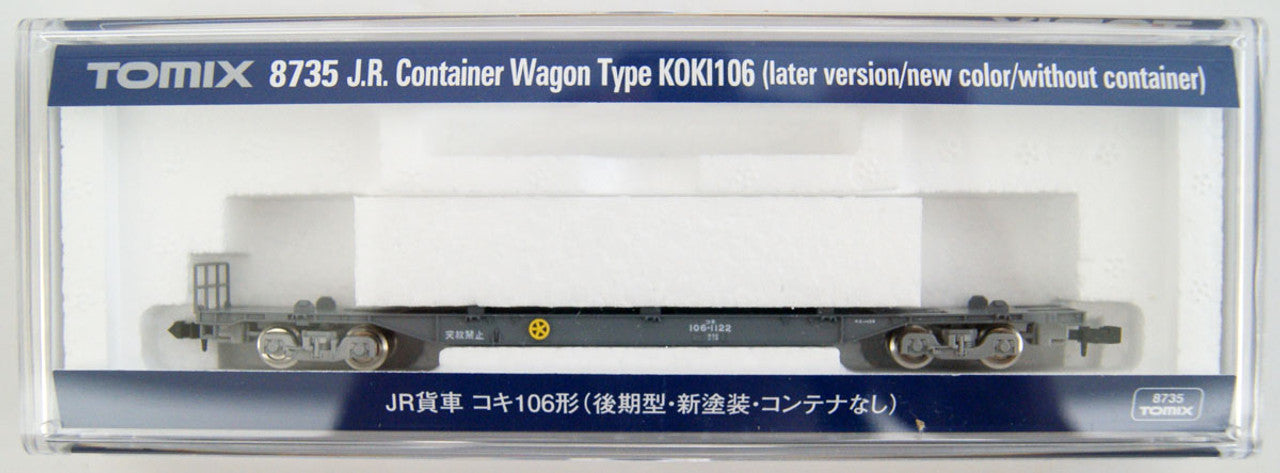 TOMIX 8735 J.R. Container Wagon Type KOKI106 (later version/new color/without container)
コキ
106-1122
突放禁止
JR貨車 コキ106形(後期型・新塗装・コンテナなし)
8735
TOMIX